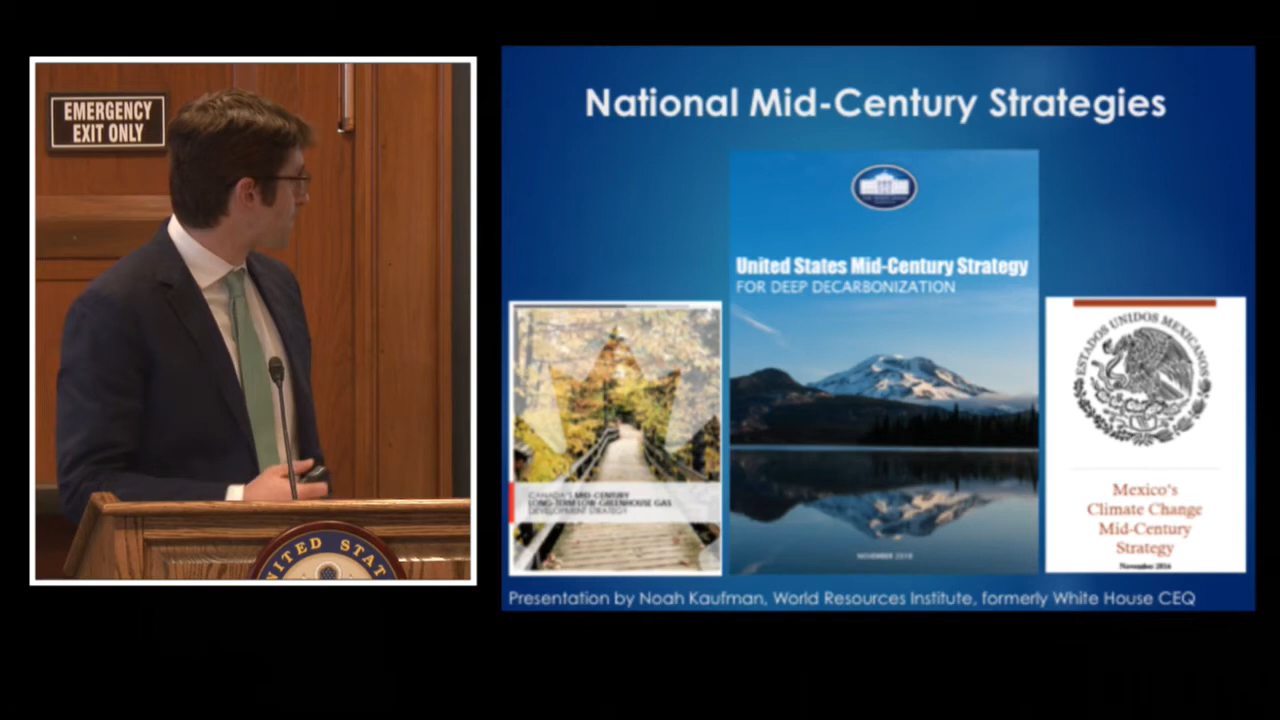 EMERGENCY
EXIT ONLY
UNITED STAT
National Mid-Century Strategies
United States Mid-Century Strategy
FOR DEEP DECARBONIZATION
NOVEMBER 2016
CANADA'S MID-CENTURY
LONG-TERM LOW-GREENHOUSE GAS
DEVELOPMENT STRATEGY
ESTADOS UNIDOS MEXICANOS
Mexico's
Climate Change
Mid-Century
Strategy
November 2016
Presentation by Noah Kaufman, World Resources Institute, formerly White House CEQ